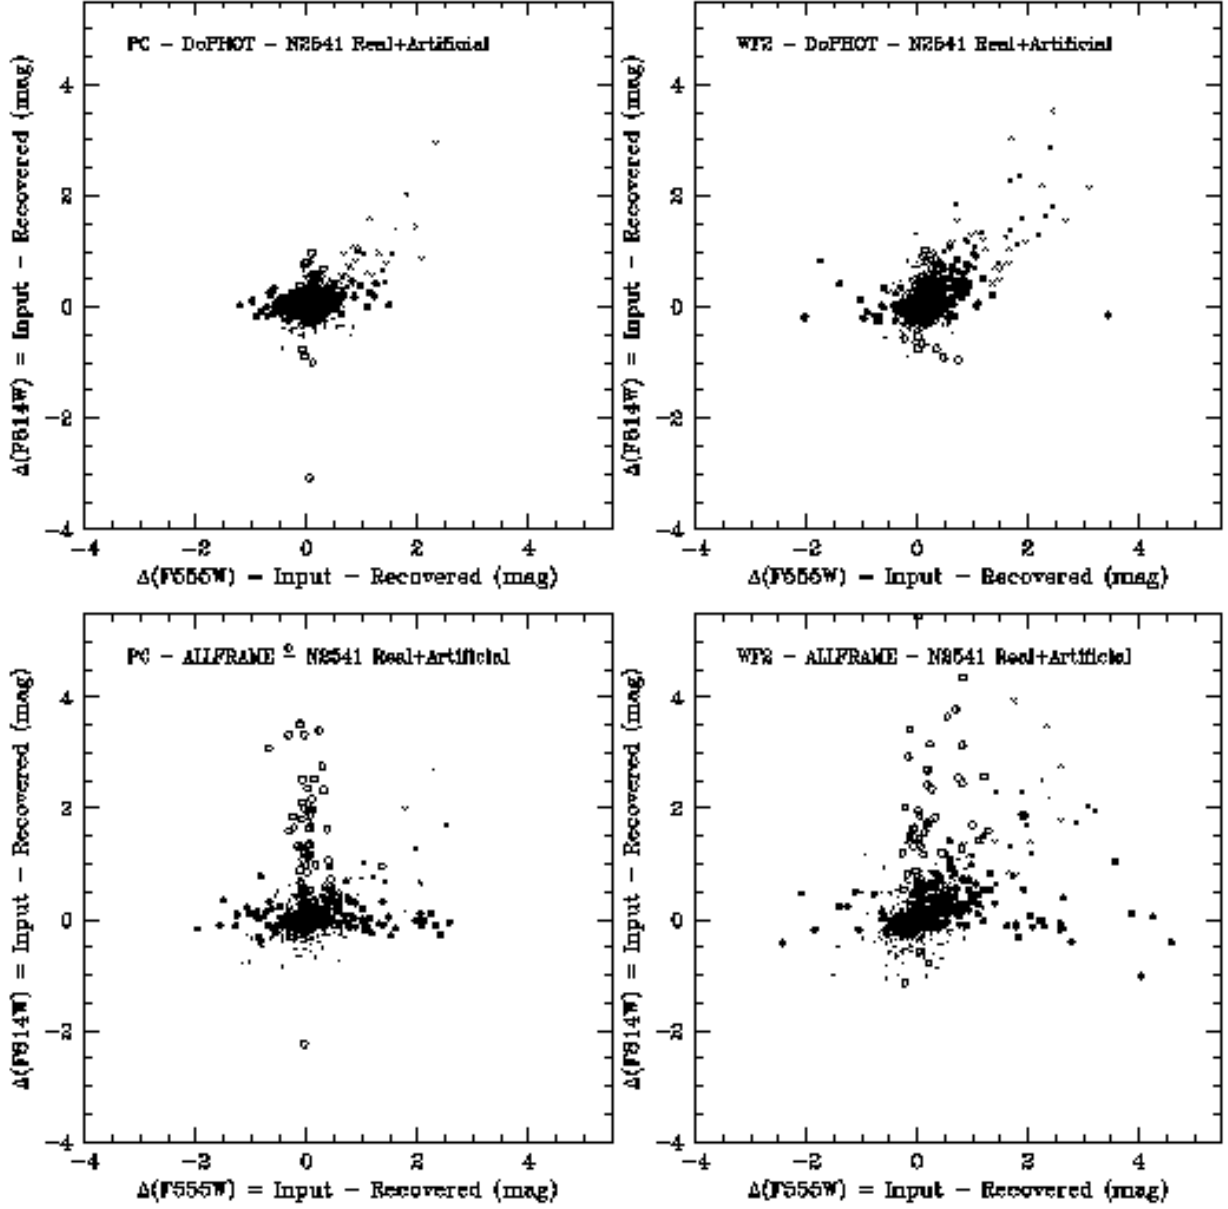 PC - DoPHOT - N2541 Real+Artificial
Δ(F814W) = Input - Recovered (mag)
4
2
0
-2
-4
-4 -2 0 2 4
Δ(F555W) = Input - Recovered (mag)
WF2 - DoPHOT - N2541 Real+Artificial
Δ(F814W) = Input - Recovered (mag)
4
2
0
-2
-4
-4 -2 0 2 4
Δ(F555W) = Input - Recovered (mag)
PC - ALLFRAME - N2541 Real+Artificial
Δ(F814W) = Input - Recovered (mag)
4
2
0
-2
-4
-4 -2 0 2 4
Δ(F555W) = Input - Recovered (mag)
WF2 - ALLFRAME - N2541 Real+Artificial
Δ(F814W) = Input - Recovered (mag)
4
2
0
-2
-4
-4 -2 0 2 4
Δ(F555W) = Input - Recovered (mag)